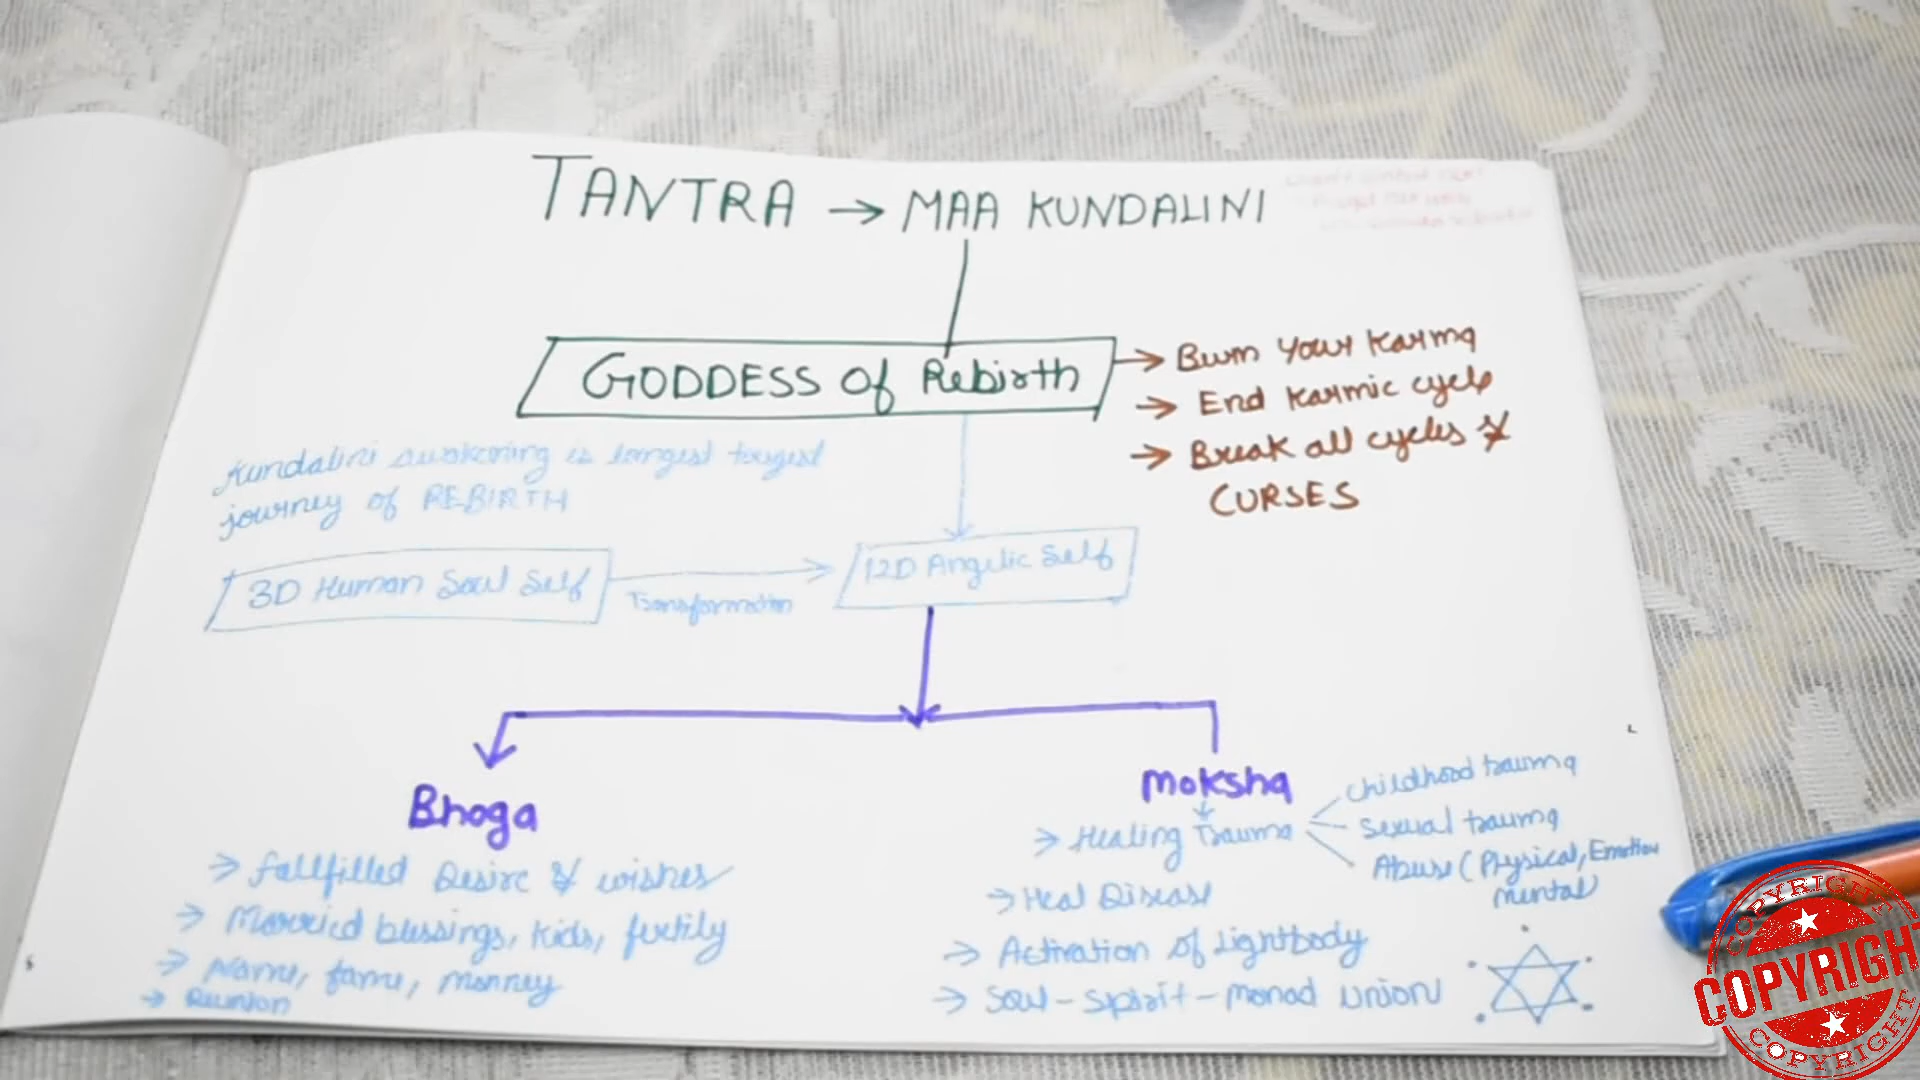 TANTRA → MAA KUNDALINI
GODDESS of Rebirth
→ Burn your karma
→ End karmic cycle
→ Break all cycles &
CURSES
Kundalini awakening is longest
journey of REBIRTH
3D Human Soul Self
Transformation
12D Angelic Self
Bhoga
→ fullfilled Desire & wishes
→ Married blessings, kids, fertily
→ Name, fame, monney
→ Reunion
Moksha
→ Healing Trauma
childhood trauma
sexual trauma
Abuse (Physical, Emotion
mental)
→ Heal Disease
→ Activation of Lightbody
→ Soul - Spirit - monad union
COPYRIGHT
COPYRIGH
COPYRIGHT